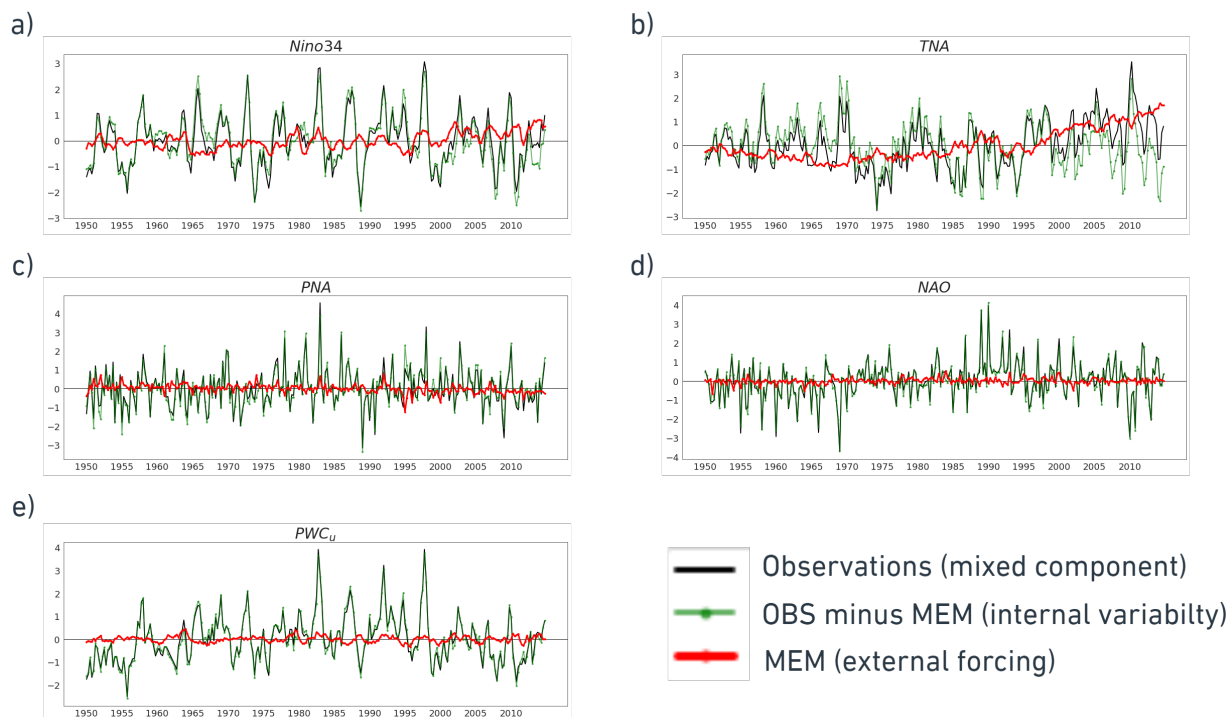 a)
Nino34
3
2
1
0
−1
−2
−3
1950 1955 1960 1965 1970 1975 1980 1985 1990 1995 2000 2005 2010
b)
TNA
3
2
1
0
−1
−2
−3
1950 1955 1960 1965 1970 1975 1980 1985 1990 1995 2000 2005 2010
c)
PNA
4
3
2
1
0
−1
−2
−3
1950 1955 1960 1965 1970 1975 1980 1985 1990 1995 2000 2005 2010
d)
NAO
4
3
2
1
0
−1
−2
−3
−4
1950 1955 1960 1965 1970 1975 1980 1985 1990 1995 2000 2005 2010
e)
PWCu
4
3
2
1
0
−1
−2
1950 1955 1960 1965 1970 1975 1980 1985 1990 1995 2000 2005 2010
Observations (mixed component)
OBS minus MEM (internal variabilty)
MEM (external forcing)